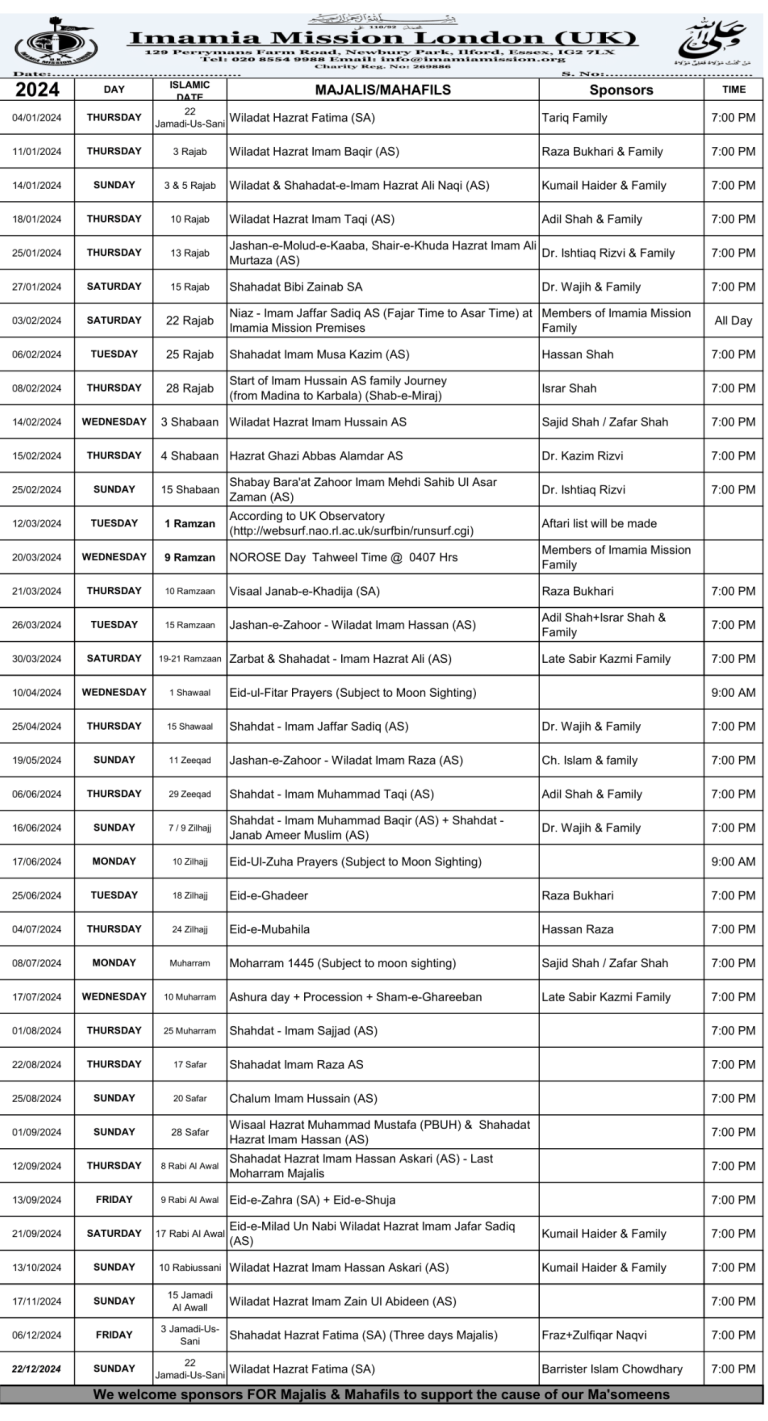 Imamia Mission London (UK)
129 Perrymans Farm Road, Newbury Park, Ilford, Essex, IG2 7LX
Tel: 020 8554 9988 Email: info@imamiamission.org
Charity Reg. No: 269886
Date:........................................ S. No:................................
2024 DAY ISLAMIC DATE MAJALIS/MAHAFILS Sponsors TIME
04/01/2024 THURSDAY 22 Jamadi-Us-Sani Wiladat Hazrat Fatima (SA) Tariq Family 7:00 PM
11/01/2024 THURSDAY 3 Rajab Wiladat Hazrat Imam Baqir (AS) Raza Bukhari & Family 7:00 PM
14/01/2024 SUNDAY 3 & 5 Rajab Wiladat & Shahadat-e-Imam Hazrat Ali Naqi (AS) Kumail Haider & Family 7:00 PM
18/01/2024 THURSDAY 10 Rajab Wiladat Hazrat Imam Taqi (AS) Adil Shah & Family 7:00 PM
25/01/2024 THURSDAY 13 Rajab Jashan-e-Molud-e-Kaaba, Shair-e-Khuda Hazrat Imam Ali Murtaza (AS) Dr. Ishtiaq Rizvi & Family 7:00 PM
27/01/2024 SATURDAY 15 Rajab Shahadat Bibi Zainab SA Dr. Wajih & Family 7:00 PM
03/02/2024 SATURDAY 22 Rajab Niaz - Imam Jaffar Sadiq AS (Fajar Time to Asar Time) at Imamia Mission Premises Members of Imamia Mission Family All Day
06/02/2024 TUESDAY 25 Rajab Shahadat Imam Musa Kazim (AS) Hassan Shah 7:00 PM
08/02/2024 THURSDAY 28 Rajab Start of Imam Hussain AS family Journey (from Madina to Karbala) (Shab-e-Miraj) Israr Shah 7:00 PM
14/02/2024 WEDNESDAY 3 Shabaan Wiladat Hazrat Imam Hussain AS Sajid Shah / Zafar Shah 7:00 PM
15/02/2024 THURSDAY 4 Shabaan Hazrat Ghazi Abbas Alamdar AS Dr. Kazim Rizvi 7:00 PM
25/02/2024 SUNDAY 15 Shabaan Shabay Bara'at Zahoor Imam Mehdi Sahib Ul Asar Zaman (AS) Dr. Ishtiaq Rizvi 7:00 PM
12/03/2024 TUESDAY 1 Ramzan According to UK Observatory (http://websurf.nao.rl.ac.uk/surfbin/runsurf.cgi) Aftari list will be made
20/03/2024 WEDNESDAY 9 Ramzan NOROSE Day Tahweel Time @ 0407 Hrs Members of Imamia Mission Family
21/03/2024 THURSDAY 10 Ramzaan Visaal Janab-e-Khadija (SA) Raza Bukhari 7:00 PM
26/03/2024 TUESDAY 15 Ramzaan Jashan-e-Zahoor - Wiladat Imam Hassan (AS) Adil Shah+Israr Shah & Family 7:00 PM
30/03/2024 SATURDAY 19-21 Ramzaan Zarbat & Shahadat - Imam Hazrat Ali (AS) Late Sabir Kazmi Family 7:00 PM
10/04/2024 WEDNESDAY 1 Shawaal Eid-ul-Fitar Prayers (Subject to Moon Sighting) 9:00 AM
25/04/2024 THURSDAY 15 Shawaal Shahdat - Imam Jaffar Sadiq (AS) Dr. Wajih & Family 7:00 PM
19/05/2024 SUNDAY 11 Zeeqad Jashan-e-Zahoor - Wiladat Imam Raza (AS) Ch. Islam & family 7:00 PM
06/06/2024 THURSDAY 29 Zeeqad Shahdat - Imam Muhammad Taqi (AS) Adil Shah & Family 7:00 PM
16/06/2024 SUNDAY 7 / 9 Zilhajj Shahdat - Imam Muhammad Baqir (AS) + Shahdat - Janab Ameer Muslim (AS) Dr. Wajih & Family 7:00 PM
17/06/2024 MONDAY 10 Zilhajj Eid-Ul-Zuha Prayers (Subject to Moon Sighting) 9:00 AM
25/06/2024 TUESDAY 18 Zilhajj Eid-e-Ghadeer Raza Bukhari 7:00 PM
04/07/2024 THURSDAY 24 Zilhajj Eid-e-Mubahila Hassan Raza 7:00 PM
08/07/2024 MONDAY Muharram Moharram 1445 (Subject to moon sighting) Sajid Shah / Zafar Shah 7:00 PM
17/07/2024 WEDNESDAY 10 Muharram Ashura day + Procession + Sham-e-Ghareeban Late Sabir Kazmi Family 7:00 PM
01/08/2024 THURSDAY 25 Muharram Shahdat - Imam Sajjad (AS) 7:00 PM
22/08/2024 THURSDAY 17 Safar Shahadat Imam Raza AS 7:00 PM
25/08/2024 SUNDAY 20 Safar Chalum Imam Hussain (AS) 7:00 PM
01/09/2024 SUNDAY 28 Safar Wisaal Hazrat Muhammad Mustafa (PBUH) & Shahadat Hazrat Imam Hassan (AS) 7:00 PM
12/09/2024 THURSDAY 8 Rabi Al Awal Shahadat Hazrat Imam Hassan Askari (AS) - Last Moharram Majalis 7:00 PM
13/09/2024 FRIDAY 9 Rabi Al Awal Eid-e-Zahra (SA) + Eid-e-Shuja 7:00 PM
21/09/2024 SATURDAY 17 Rabi Al Awal Eid-e-Milad Un Nabi Wiladat Hazrat Imam Jafar Sadiq (AS) Kumail Haider & Family 7:00 PM
13/10/2024 SUNDAY 10 Rabiussani Wiladat Hazrat Imam Hassan Askari (AS) Kumail Haider & Family 7:00 PM
17/11/2024 SUNDAY 15 Jamadi Al Awall Wiladat Hazrat Imam Zain Ul Abideen (AS) 7:00 PM
06/12/2024 FRIDAY 3 Jamadi-Us-Sani Shahadat Hazrat Fatima (SA) (Three days Majalis) Fraz+Zulfiqar Naqvi 7:00 PM
22/12/2024 SUNDAY 22 Jamadi-Us-Sani Wiladat Hazrat Fatima (SA) Barrister Islam Chowdhary 7:00 PM
We welcome sponsors FOR Majalis & Mahafils to support the cause of our Ma'someens